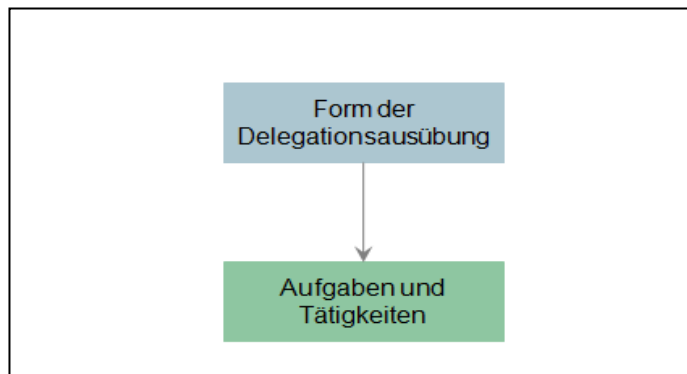 Form der
Delegationsausübung
Aufgaben und
Tätigkeiten